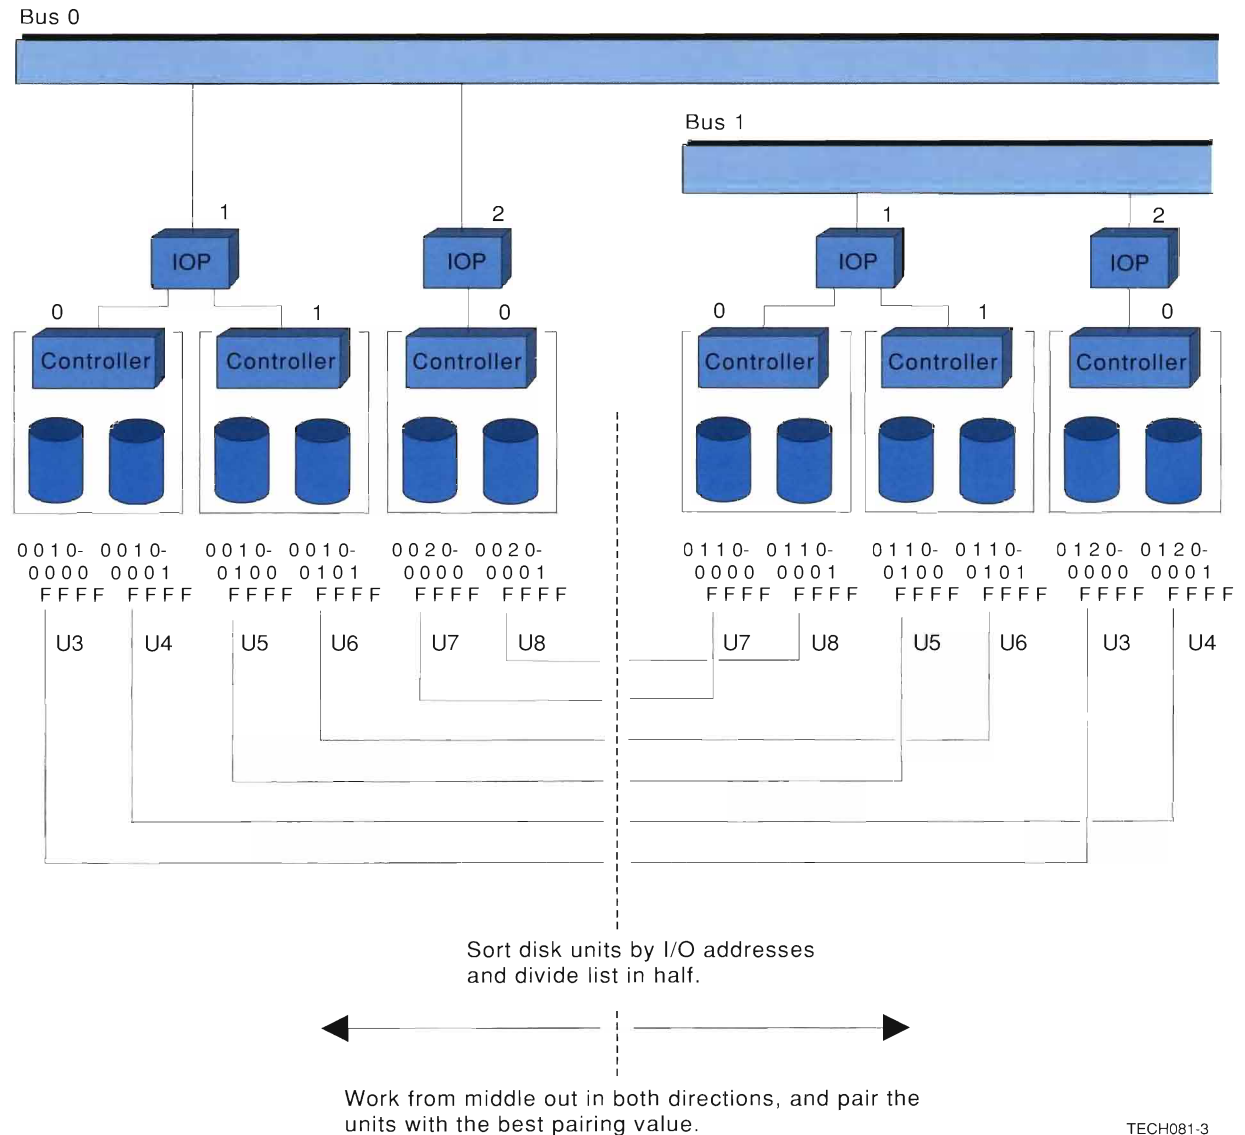 Bus 0
Bus 1
1 2 1 2
IOP IOP IOP IOP
0 1 0 0 1 0
Controller Controller Controller Controller Controller Controller
0010- 0010- 0010- 0010- 0020- 0020- 0110- 0110- 0110- 0110- 0120- 0120-
0000 0001 0100 0101 0000 0001 0000 0001 0100 0101 0000 0001
FFFF FFFF FFFF FFFF FFFF FFFF FFFF FFFF FFFF FFFF FFFF FFFF
U3 U4 U5 U6 U7 U8 U7 U8 U5 U6 U3 U4
Sort disk units by I/O addresses
and divide list in half.
Work from middle out in both directions, and pair the
units with the best pairing value.
TECH081-3